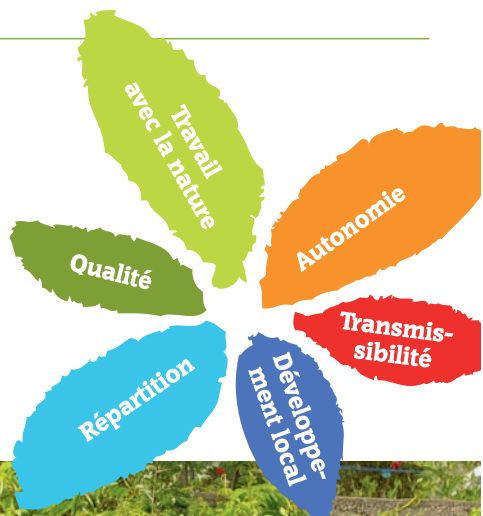 Travail
avec la nature
Autonomie
Qualité
Transmis-
sibilité
Répartition
Développe-
ment local